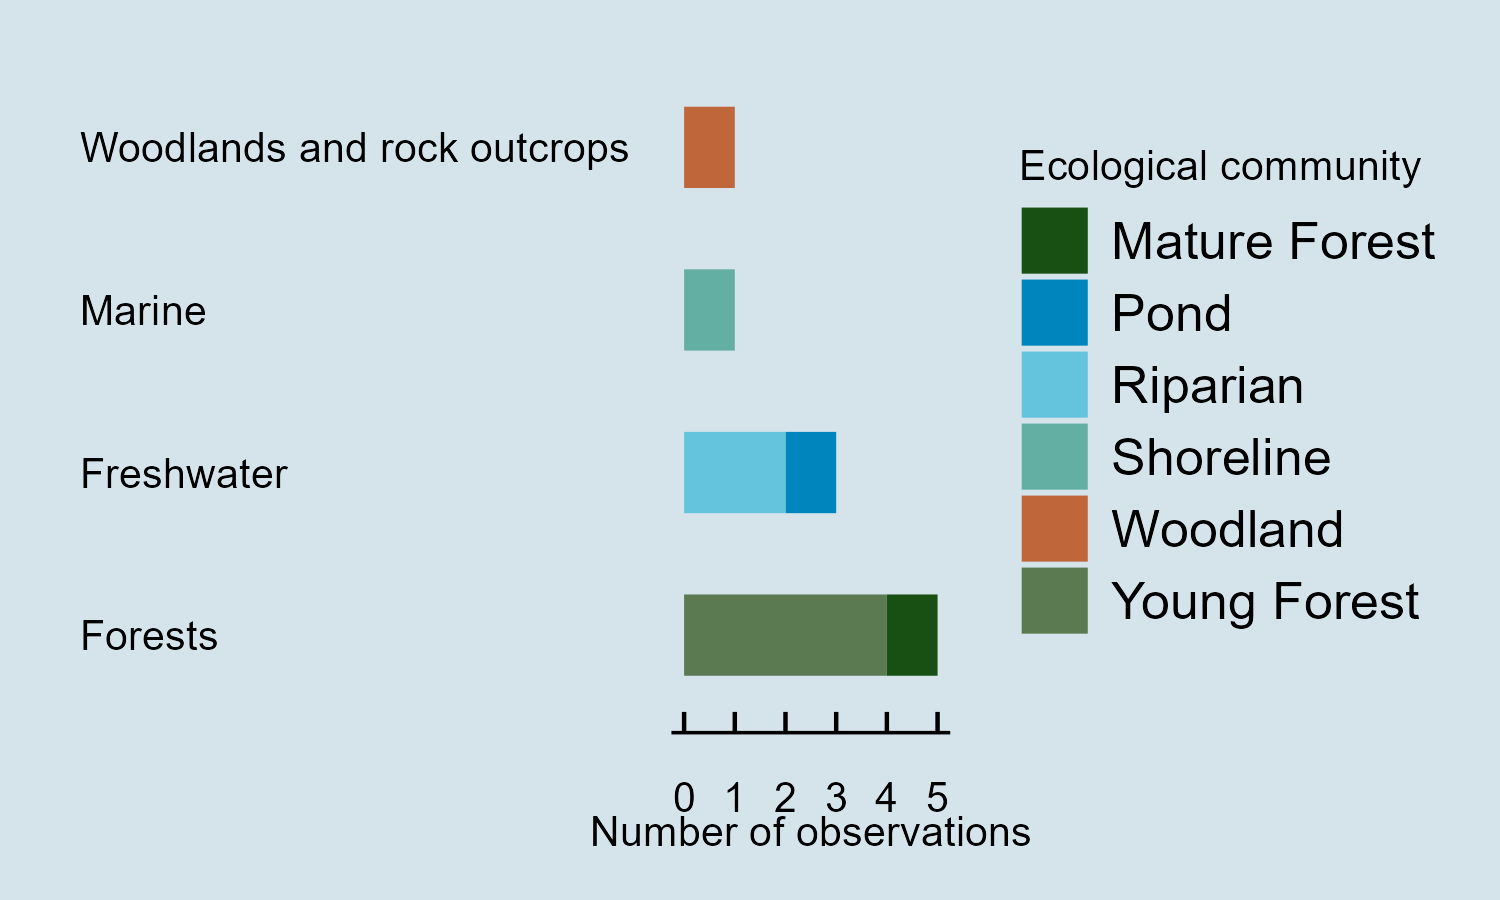 Woodlands and rock outcrops
Marine
Freshwater
Forests
0 1 2 3 4 5
Number of observations
Ecological community
Mature Forest
Pond
Riparian
Shoreline
Woodland
Young Forest